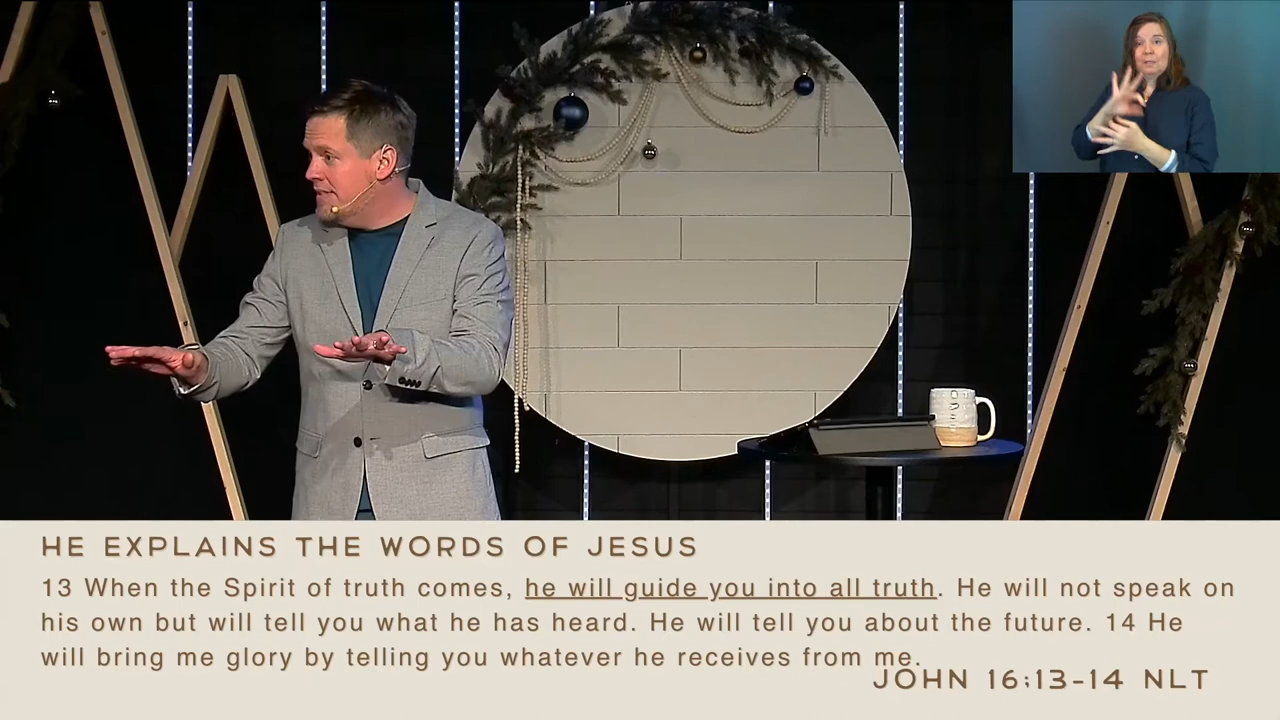 HE EXPLAINS THE WORDS OF JESUS
13 When the Spirit of truth comes, he will guide you into all truth. He will not speak on
his own but will tell you what he has heard. He will tell you about the future. 14 He
will bring me glory by telling you whatever he receives from me.
JOHN 16:13-14 NLT